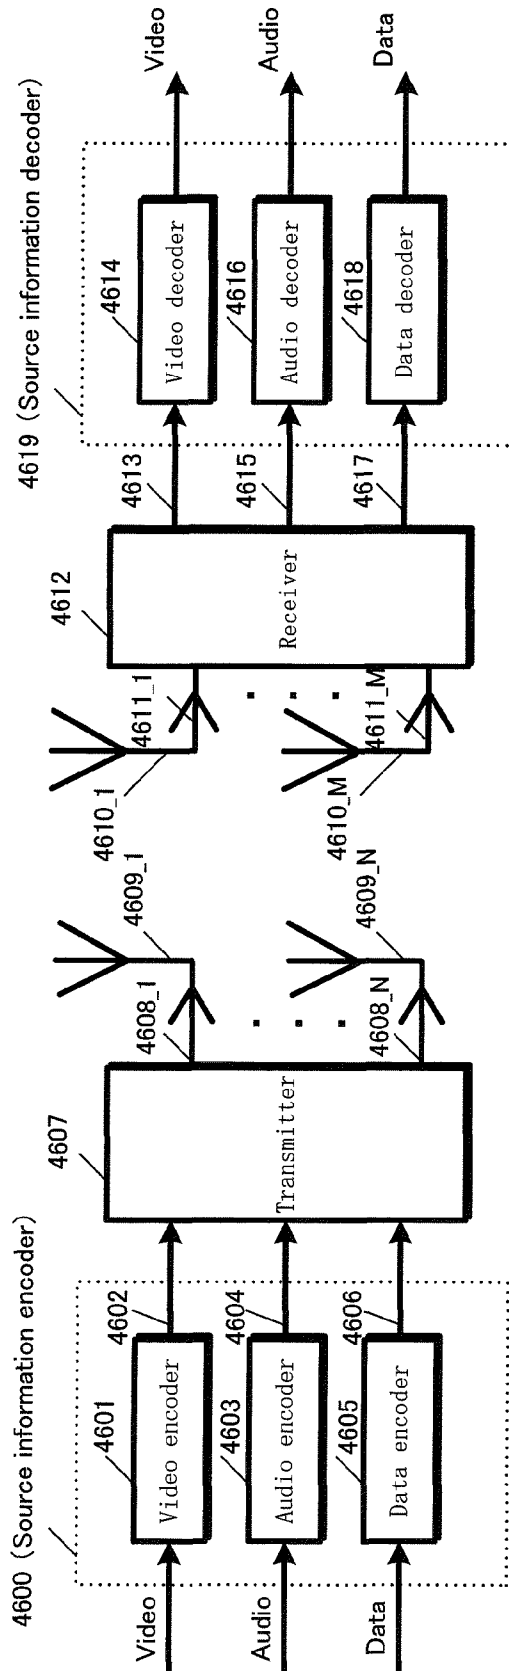 4600 (Source information encoder)
Video
Audio
Data
4601
Video encoder
4602
4603
Audio encoder
4604
4605
Data encoder
4606
4607
Transmitter
4608_1
4609_1
4608_N
4609_N
4610_1
4611_1
4610_M
4611_M
4612
Receiver
4613
4615
4617
4619 (Source information decoder)
4614
Video decoder
4616
Audio decoder
4618
Data decoder
Video
Audio
Data